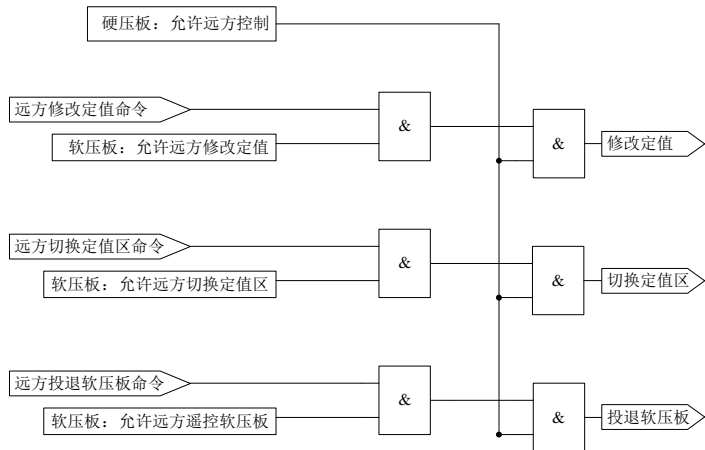 硬压板：允许远方控制
远方修改定值命令
&
软压板：允许远方修改定值
&
修改定值
远方切换定值区命令
&
软压板：允许远方切换定值区
&
切换定值区
远方投退软压板命令
&
软压板：允许远方遥控软压板
&
投退软压板